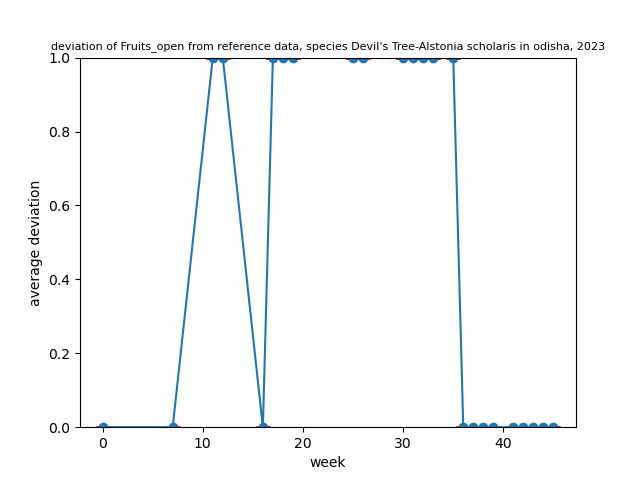 deviation of Fruits_open from reference data, species Devil's Tree-Alstonia scholaris in odisha, 2023
1.0
0.8
0.6
0.4
0.2
0.0
average deviation
0 10 20 30 40
week